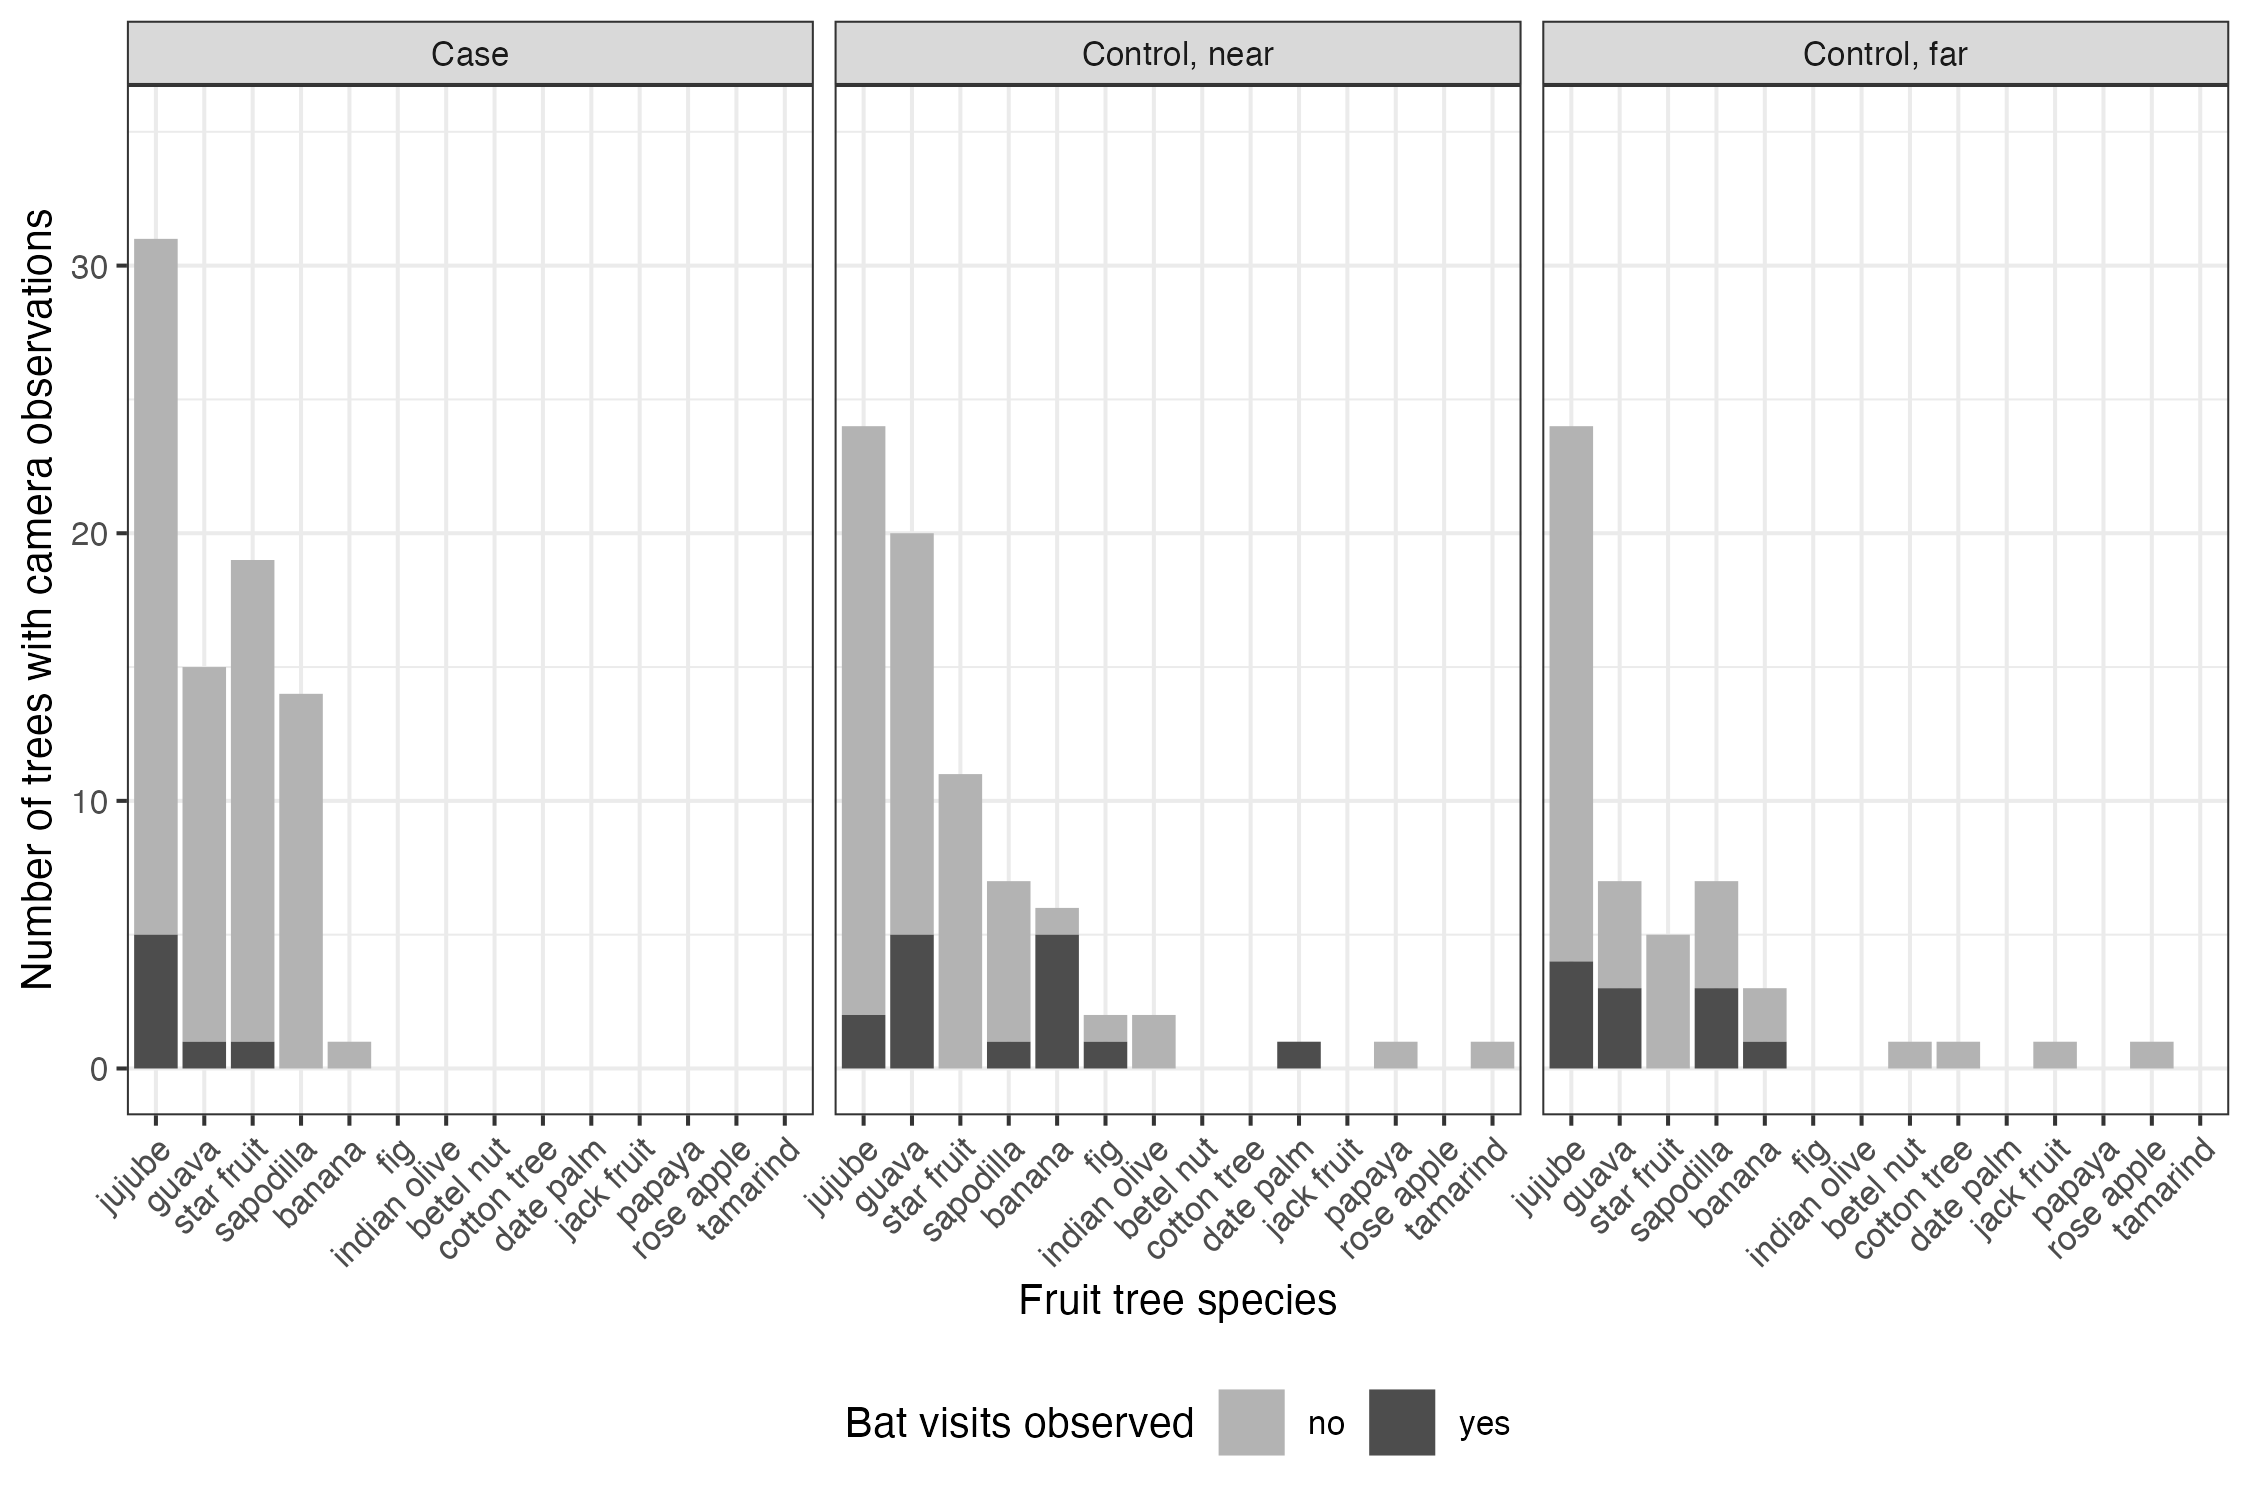 Case
Control, near
Control, far
Number of trees with camera observations
30
20
10
0
jujube
guava
star fruit
sapodilla
banana
fig
indian olive
betel nut
cotton tree
date palm
jack fruit
papaya
rose apple
tamarind
jujube
guava
star fruit
sapodilla
banana
fig
indian olive
betel nut
cotton tree
date palm
jack fruit
papaya
rose apple
tamarind
jujube
guava
star fruit
sapodilla
banana
fig
indian olive
betel nut
cotton tree
date palm
jack fruit
papaya
rose apple
tamarind
Fruit tree species
Bat visits observed no yes